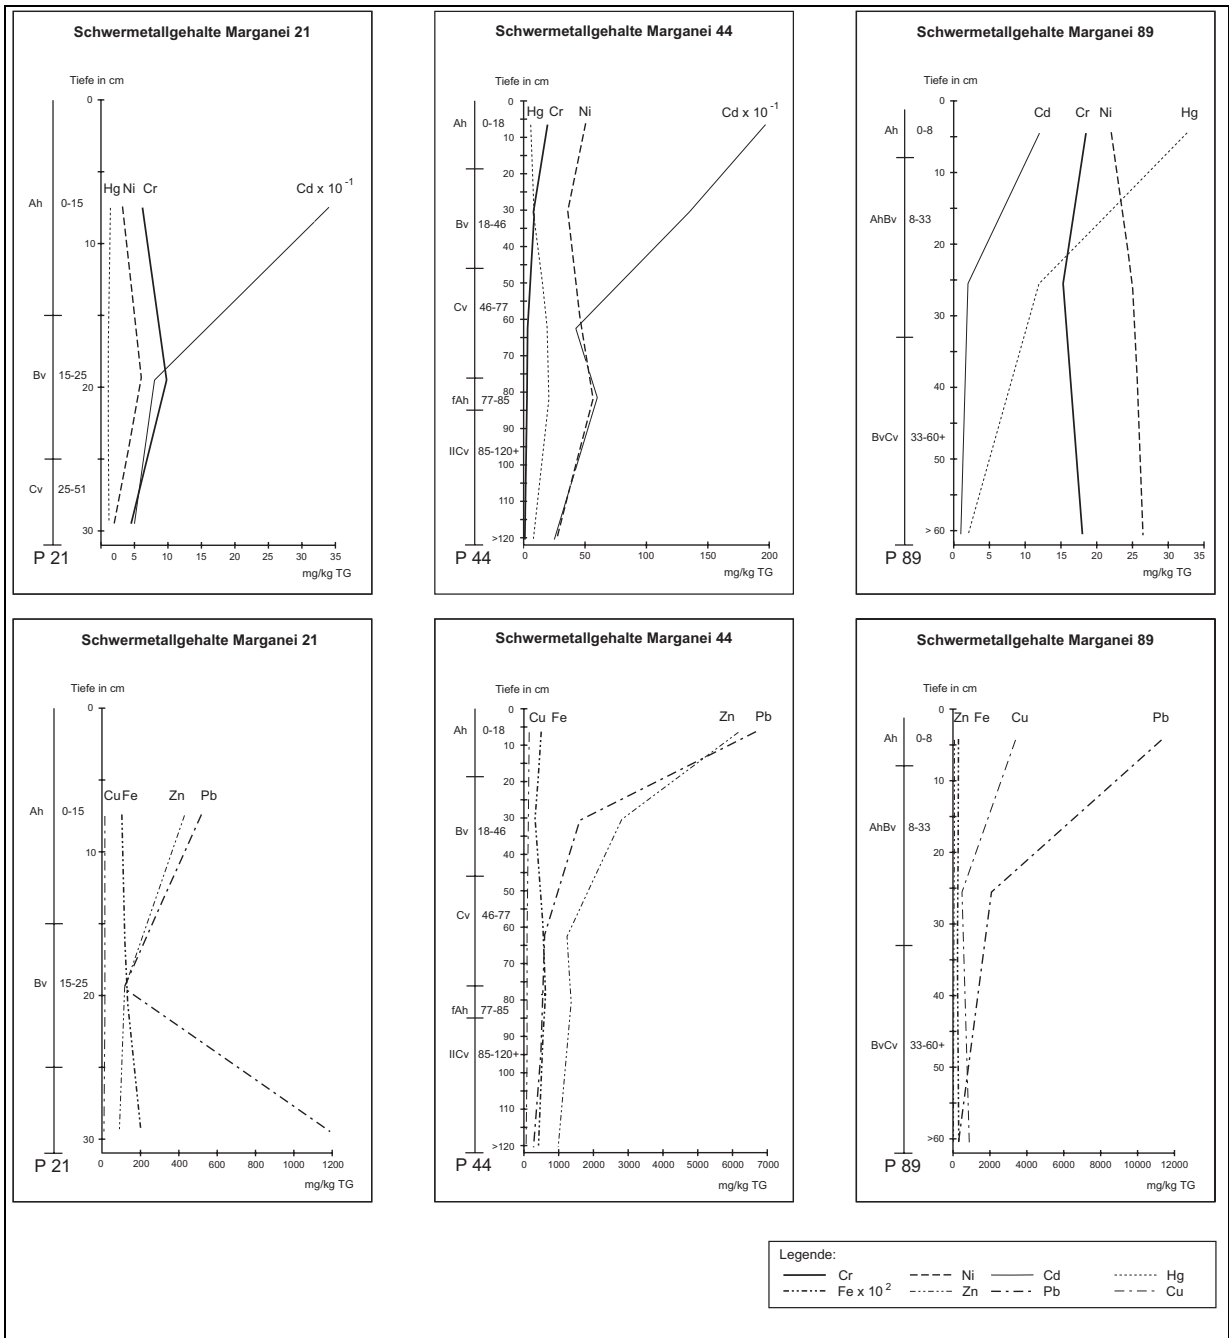 Schwermetallgehalte Marganei 21
Tiefe in cm
0
10
20
30
Hg Ni Cr
Cd x 10⁻¹
Ah 0-15
Bv 15-25
Cv 25-51
P 21
0 5 10 15 20 25 30 35
mg/kg TG
Schwermetallgehalte Marganei 44
Tiefe in cm
0
10
20
30
40
50
60
70
80
90
100
110
>120
Hg Cr Ni Cd x 10⁻¹
Ah 0-18
Bv 18-46
Cv 46-77
fAh 77-85
IICv 85-120+
P 44
0 50 100 150 200
mg/kg TG
Schwermetallgehalte Marganei 89
Tiefe in cm
0
10
20
30
40
50
>60
Cd Cr Ni Hg
Ah 0-8
AhBv 8-33
BvCv 33-60+
P 89
0 5 10 15 20 25 30 35
mg/kg TG
Schwermetallgehalte Marganei 21
Tiefe in cm
0
10
20
30
Cu Fe Zn Pb
Ah 0-15
Bv 15-25
P 21
0 200 400 600 800 1000 1200
mg/kg TG
Schwermetallgehalte Marganei 44
Tiefe in cm
0
10
20
30
40
50
60
70
80
90
100
110
>120
Cu Fe Zn Pb
Ah 0-18
Bv 18-46
Cv 46-77
fAh 77-85
IICv 85-120+
P 44
0 1000 2000 3000 4000 5000 6000 7000
mg/kg TG
Schwermetallgehalte Marganei 89
Tiefe in cm
0
10
20
30
40
50
>60
Zn Fe Cu Pb
Ah 0-8
AhBv 8-33
BvCv 33-60+
P 89
0 2000 4000 6000 8000 10000 12000
mg/kg TG
Legende:
Cr Ni Cd Hg
Fe x 10² Zn Pb Cu